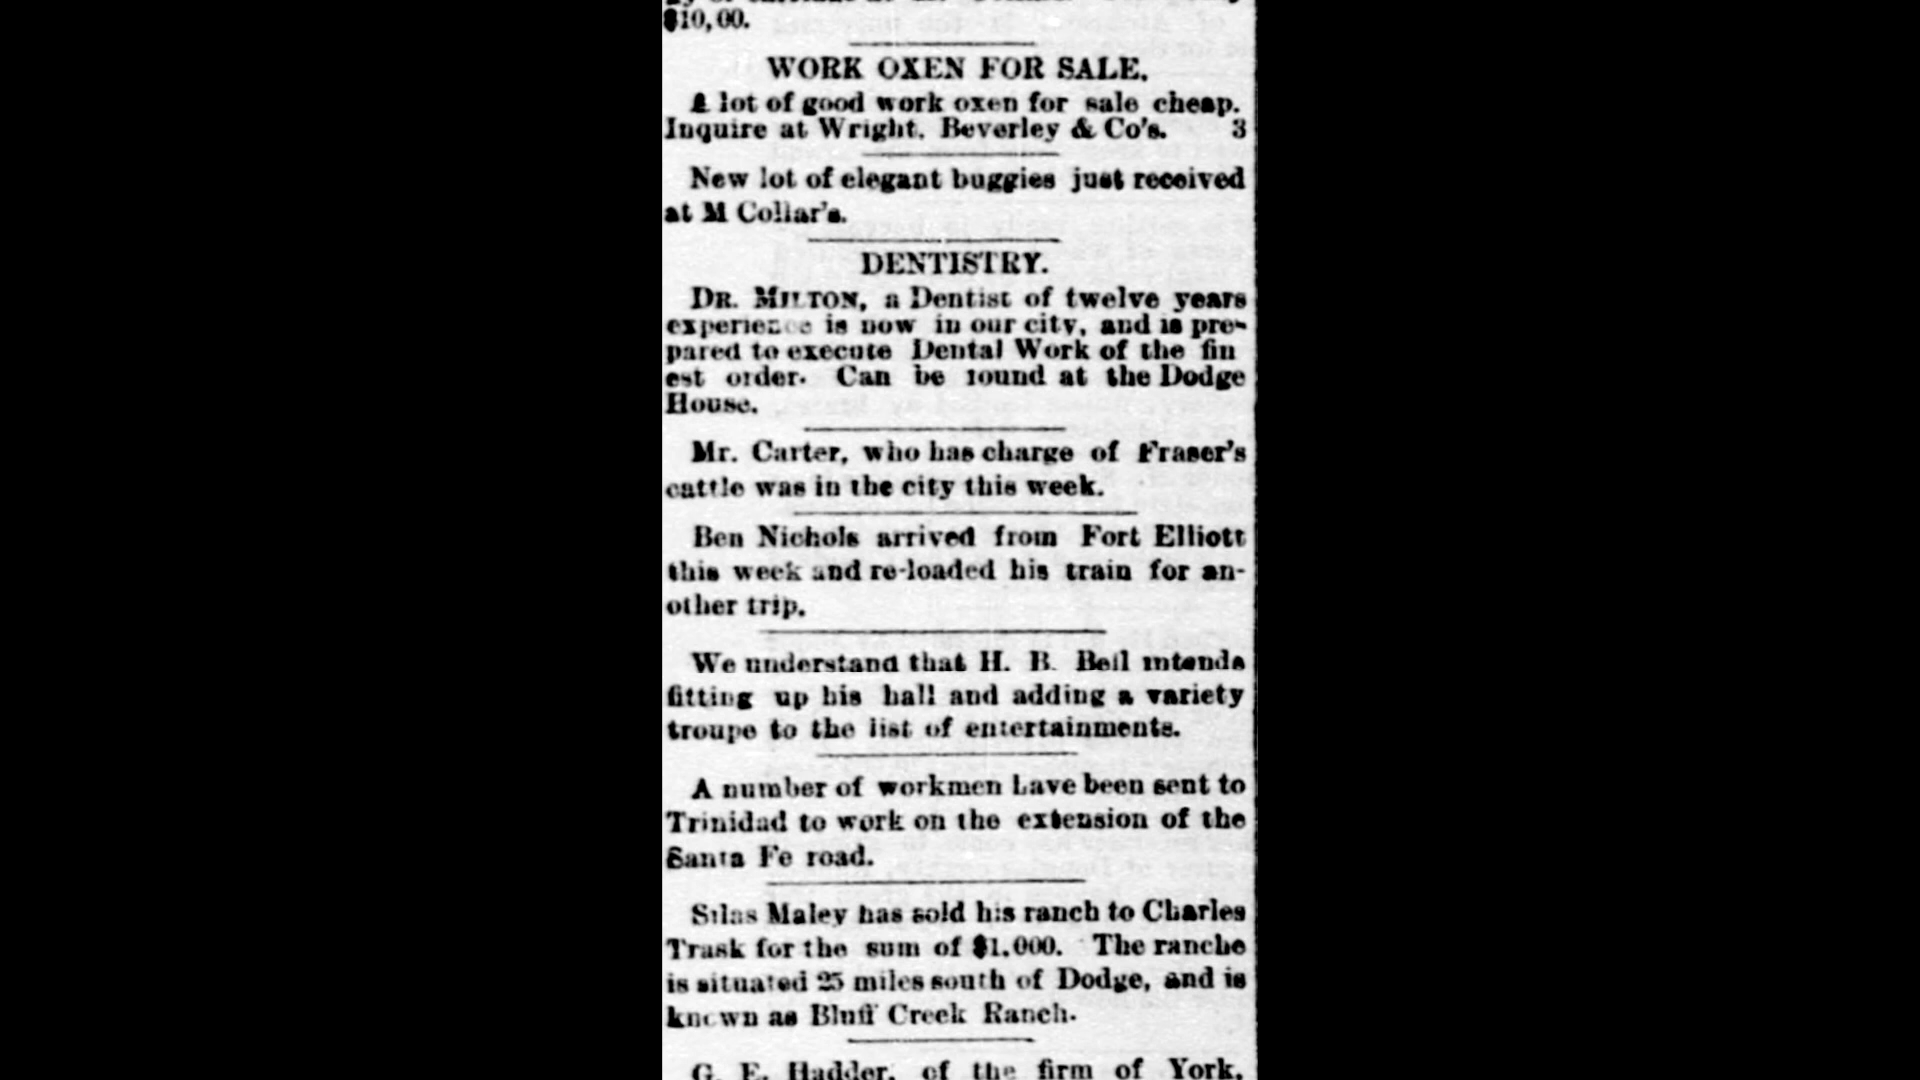 $10,00.
WORK OXEN FOR SALE.
A lot of good work oxen for sale cheap.
Inquire at Wright, Beverley & Co's. 3
New lot of elegant buggies just received
at M Collar's.
DENTISTRY.
DR. MILTON, a Dentist of twelve years
experience is now in our city, and is pre-
pared to execute Dental Work of the fin
est order. Can be found at the Dodge
House.
Mr. Carter, who has charge of Fraser's
cattle was in the city this week.
Ben Nichols arrived from Fort Elliott
this week and re-loaded his train for an-
other trip.
We understand that H. B. Bell intends
fitting up his hall and adding a variety
troupe to the list of entertainments.
A number of workmen have been sent to
Trinidad to work on the extension of the
Santa Fe road.
Silas Maley has sold his ranch to Charles
Trask for the sum of $1,000. The ranche
is situated 25 miles south of Dodge, and is
known as Bluff Creek Ranch.
G. E. Hadder, of the firm of York,